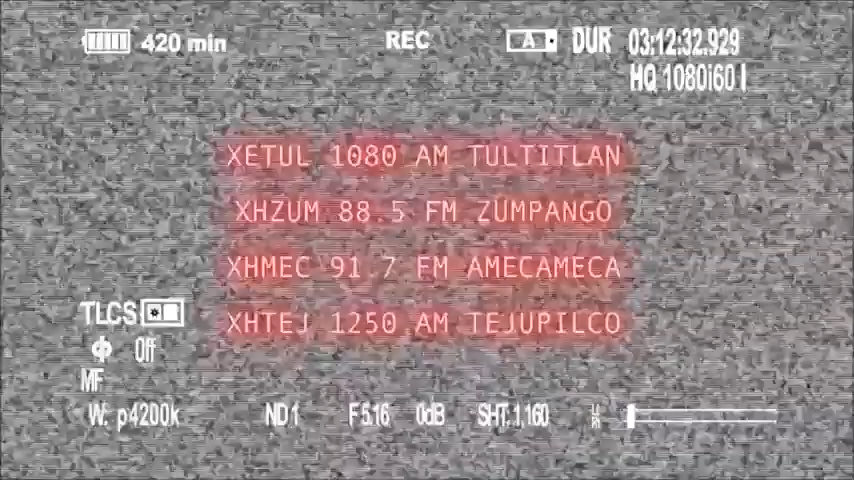 420 min REC A DUR 03:12:32.929
HQ 1080i60
XETUL 1080 AM TULTITLAN
XHZUM 88.5 FM ZUMPANGO
XHMEC 91.7 FM AMECAMECA
XHTEJ 1250 AM TEJUPILCO
TLCS
Off
MF
W: p4200k ND1 F5.16 0dB SHT.1,160